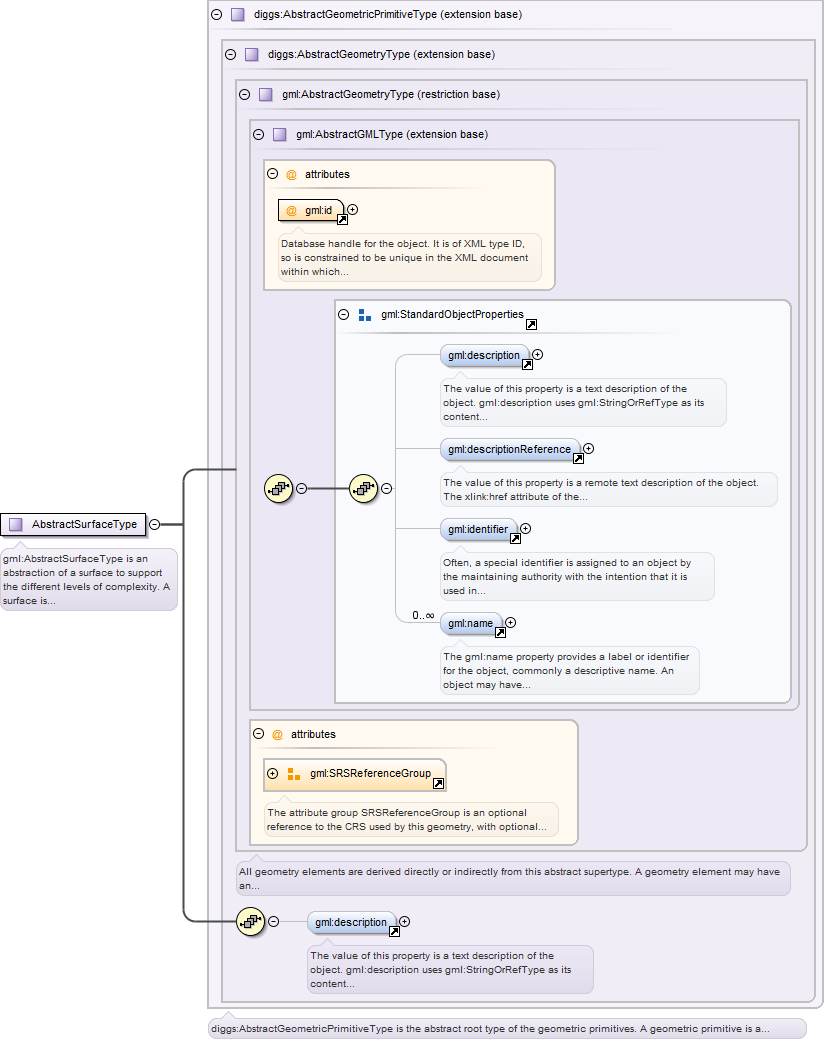 diggs:AbstractGeometricPrimitiveType (extension base)
diggs:AbstractGeometryType (extension base)
gml:AbstractGeometryType (restriction base)
gml:AbstractGMLType (extension base)
@ attributes
@ gml:id
Database handle for the object. It is of XML type ID,
so is constrained to be unique in the XML document
within which...
gml:StandardObjectProperties
gml:description
The value of this property is a text description of the
object. gml:description uses gml:StringOrRefType as its
content...
gml:descriptionReference
The value of this property is a remote text description of the object.
The xlink:href attribute of the...
gml:identifier
Often, a special identifier is assigned to an object by
the maintaining authority with the intention that it is
used in...
0..∞
gml:name
The gml:name property provides a label or identifier
for the object, commonly a descriptive name. An
object may have...
AbstractSurfaceType
gml:AbstractSurfaceType is an
abstraction of a surface to support
the different levels of complexity. A
surface is...
@ attributes
gml:SRSReferenceGroup
The attribute group SRSReferenceGroup is an optional
reference to the CRS used by this geometry, with optional...
All geometry elements are derived directly or indirectly from this abstract supertype. A geometry element may have
an...
gml:description
The value of this property is a text description of the
object. gml:description uses gml:StringOrRefType as its
content...
diggs:AbstractGeometricPrimitiveType is the abstract root type of the geometric primitives. A geometric primitive is a...